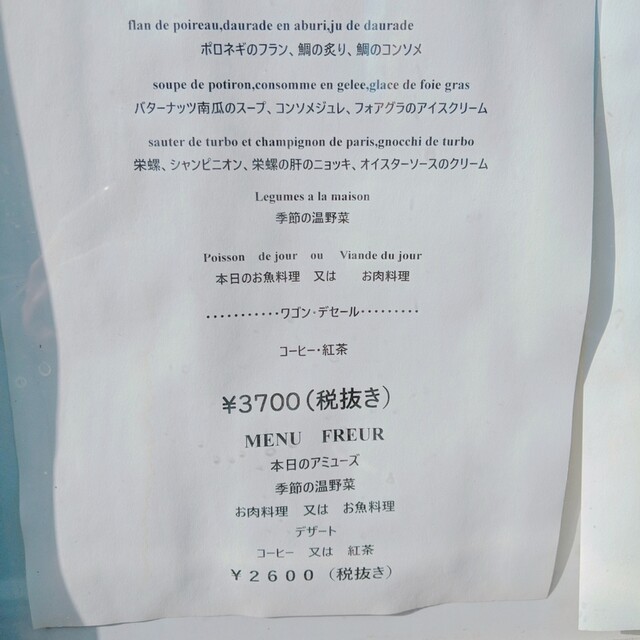 flan de poireau,daurade en aburi,ju de daurade
ポロネギのフラン、鯛の炙り、鯛のコンソメ
soupe de potiron,consomme en gelee,glace de foie gras
バターナッツ南瓜のスープ、コンソメジュレ、フォアグラのアイスクリーム
sauter de turbo et champignon de paris,gnocchi de turbo
栄螺、シャンピニオン、栄螺の肝のニョッキ、オイスターソースのクリーム
Legumes a la maison
季節の温野菜
Poisson de jour ou Viande du jour
本日のお魚料理 又は お肉料理
・・・・・・・・・・・ワゴン・デセール・・・・・・・・・
コーヒー・紅茶
¥3700(税抜き)
MENU FREUR
本日のアミューズ
季節の温野菜
お肉料理 又は お魚料理
デザート
コーヒー 又は 紅茶
¥2600 (税抜き)